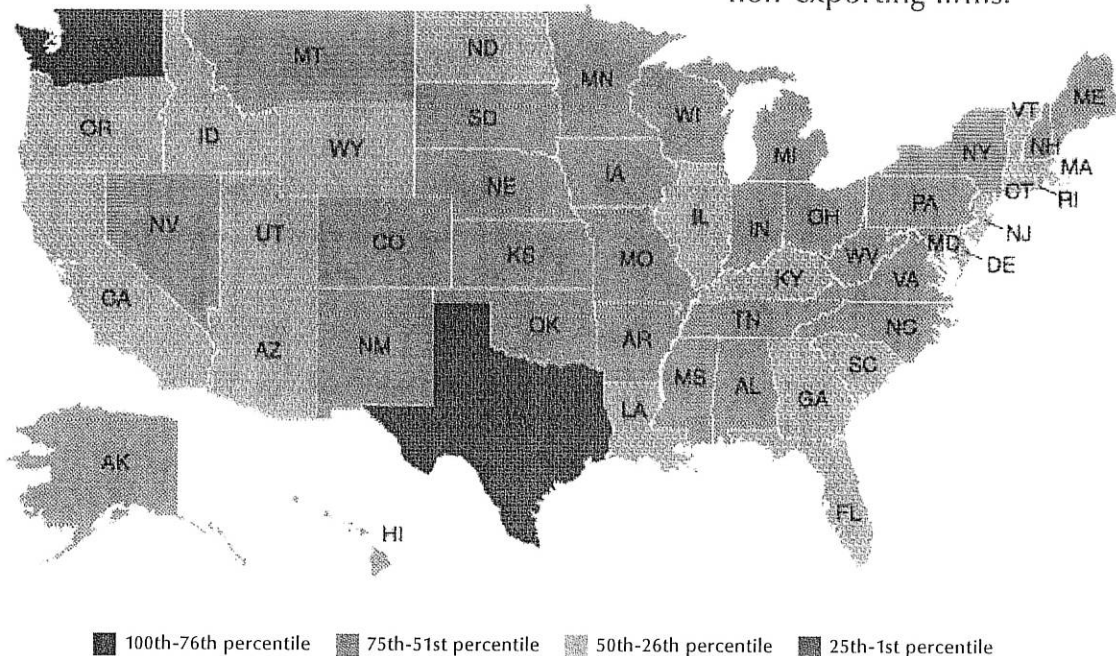 non-exporting firms.
MT ND MN
VT ME
OR ID SD WI
WY MI NY NH MA
IA CT RI
NE PA
NV UT CO IL IN OH NJ
MD
KS MO WV DE
CA KY VA
AZ NM OK TN NC
AR
MS AL SC
LA GA
AK
HI FL
100th-76th percentile 75th-51st percentile 50th-26th percentile 25th-1st percentile